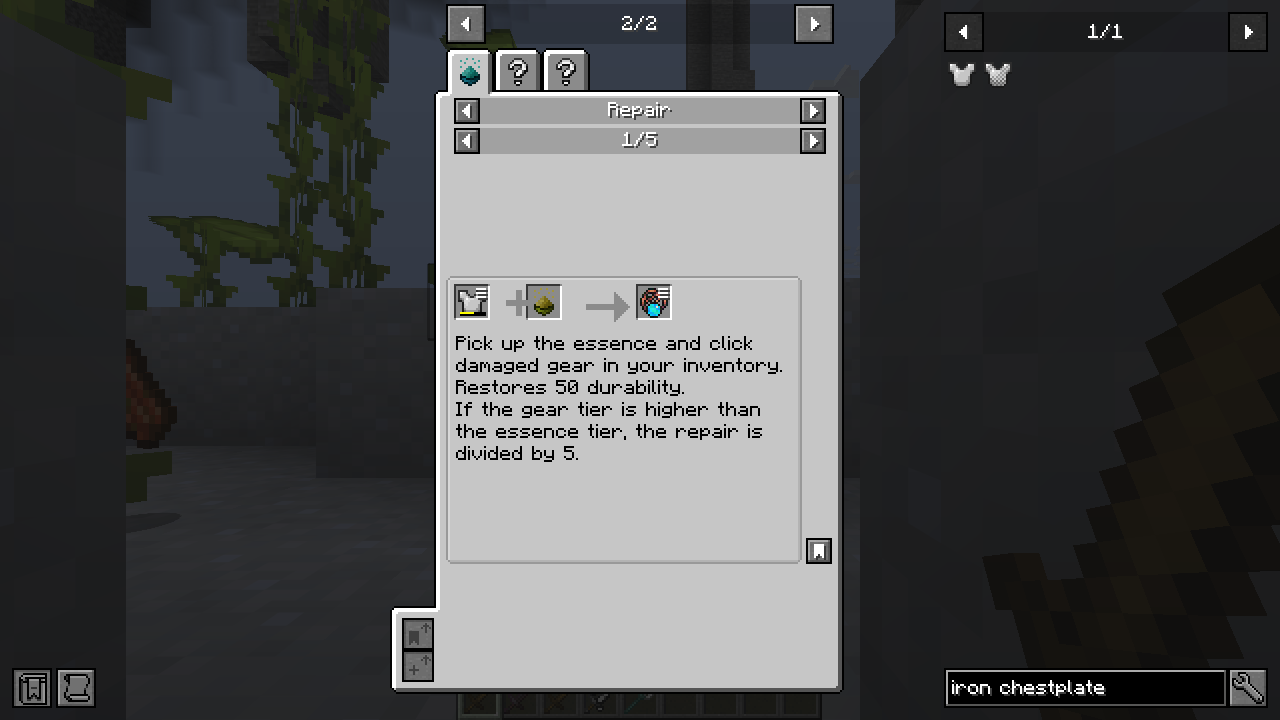 2/2
1/1
Repair
1/5
Pick up the essence and click
damaged gear in your inventory.
Restores 50 durability.
If the gear tier is higher than
the essence tier, the repair is
divided by 5.
iron chestplate